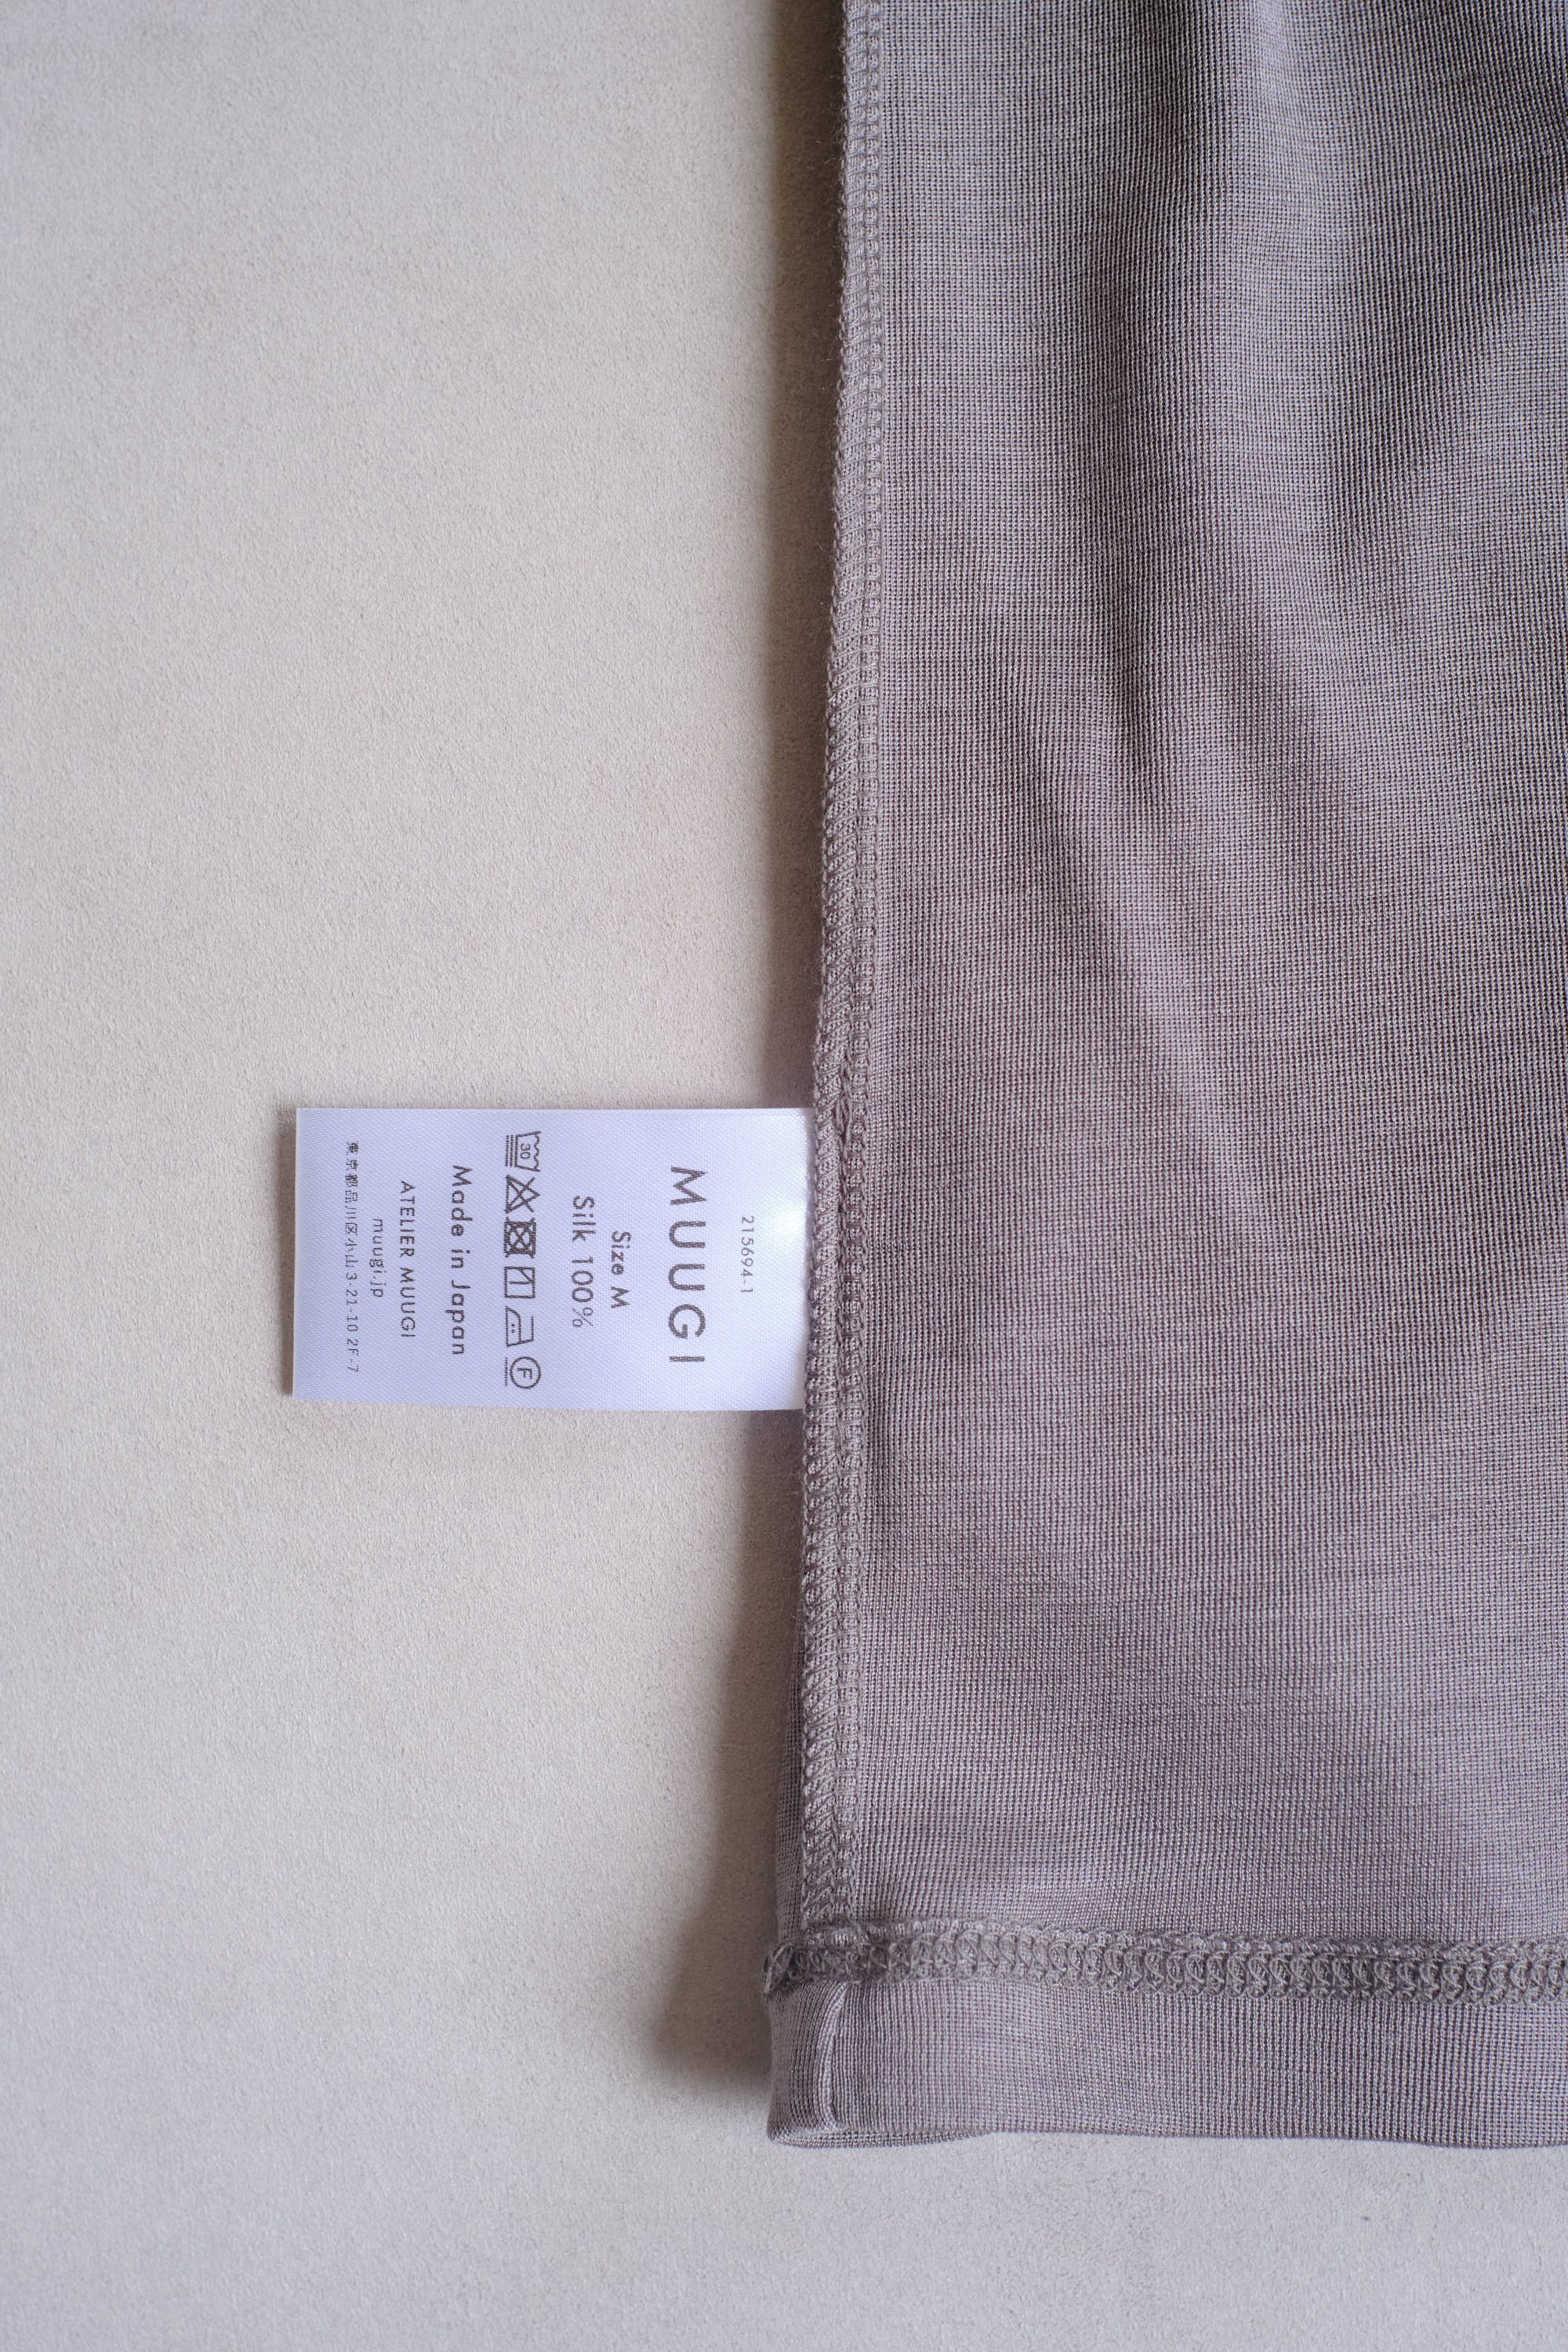 215694-1
MUUGI
Size M
Silk 100%
30
F
Made in Japan
ATELIER MUUGI
muugi.jp
東京都品川区小山3-21-10 2F-7